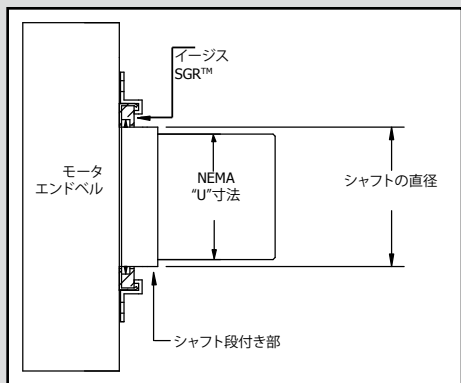 イージス
SGR™
モータ
エンドベル
NEMA
“U”寸法
シャフトの直径
シャフト段付き部